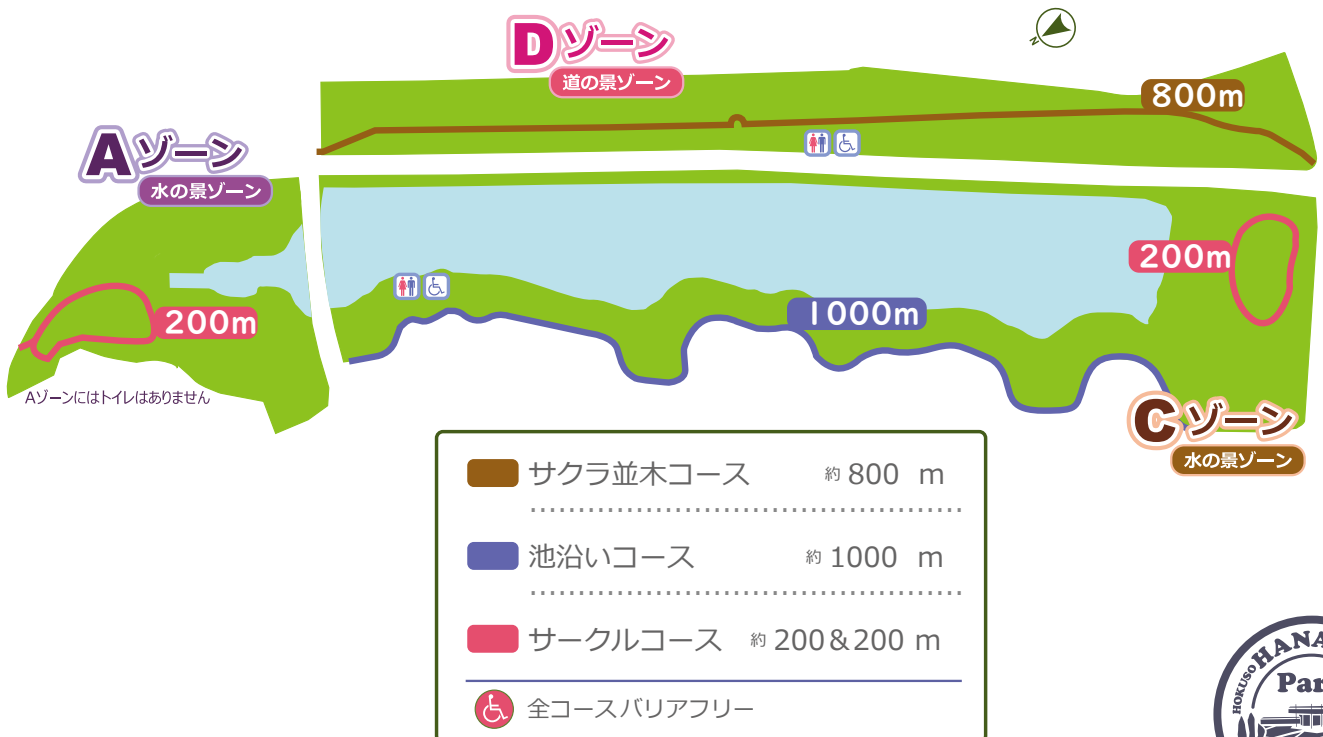 Dゾーン
道の景ゾーン
N
800m
Aゾーン
水の景ゾーン
200m
200m
1000m
Aゾーンにはトイレはありません
Cゾーン
水の景ゾーン
サクラ並木コース 約 800 m
池沿いコース 約 1000 m
サークルコース 約 200&200 m
全コースバリアフリー
HOKUSO HANA
Par